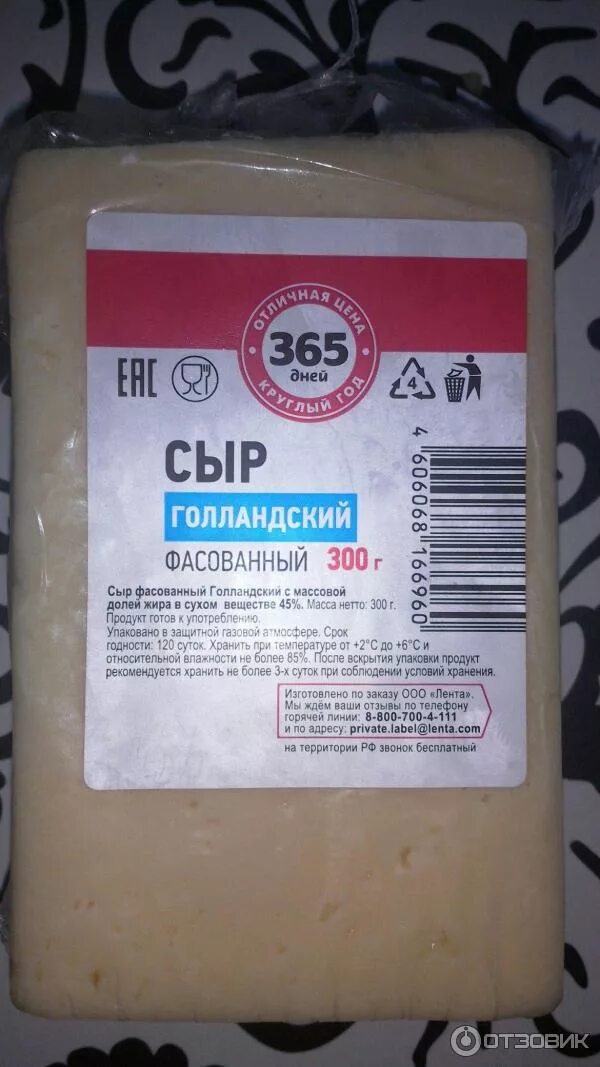 ОТЛИЧНАЯ ЦЕНА
365
дней
КРУГЛЫЙ ГОД
ЕАС
4
СЫР
ГОЛЛАНДСКИЙ
ФАСОВАННЫЙ 300 г
4 606068 166960
Сыр фасованный Голландский с массовой
долей жира в сухом веществе 45%. Масса нетто: 300 г.
Продукт готов к употреблению.
Упаковано в защитной газовой атмосфере. Срок
годности: 120 суток. Хранить при температуре от +2°С до +6°С и
относительной влажности не более 85%. После вскрытия упаковки продукт
рекомендуется хранить не более 3-х суток при соблюдении условий хранения.
Изготовлено по заказу ООО «Лента».
Мы ждём ваши отзывы по телефону
горячей линии: 8-800-700-4-111
и по адресу: private.label@lenta.com
на территории РФ звонок бесплатный
ОТЗОВИК